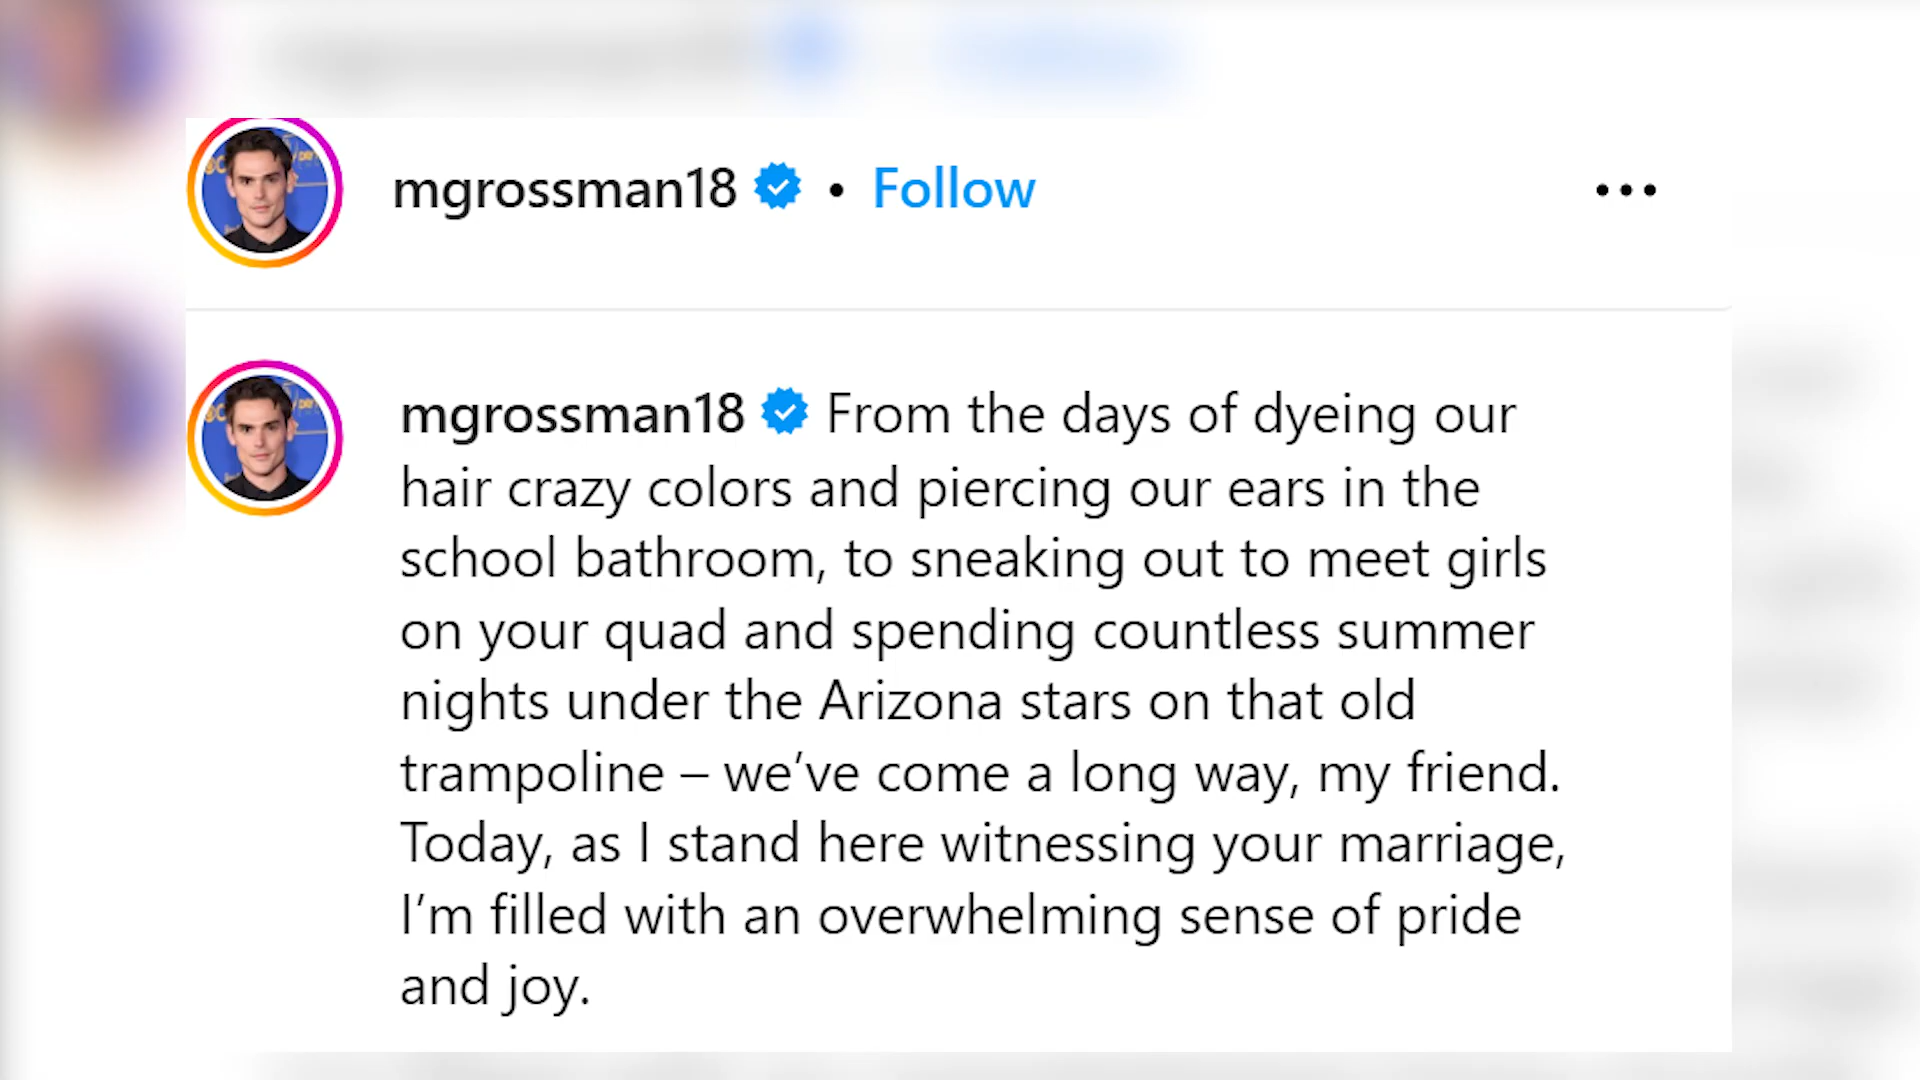 mgrossman18 • Follow
mgrossman18 From the days of dyeing our
hair crazy colors and piercing our ears in the
school bathroom, to sneaking out to meet girls
on your quad and spending countless summer
nights under the Arizona stars on that old
trampoline – we’ve come a long way, my friend.
Today, as I stand here witnessing your marriage,
I’m filled with an overwhelming sense of pride
and joy.